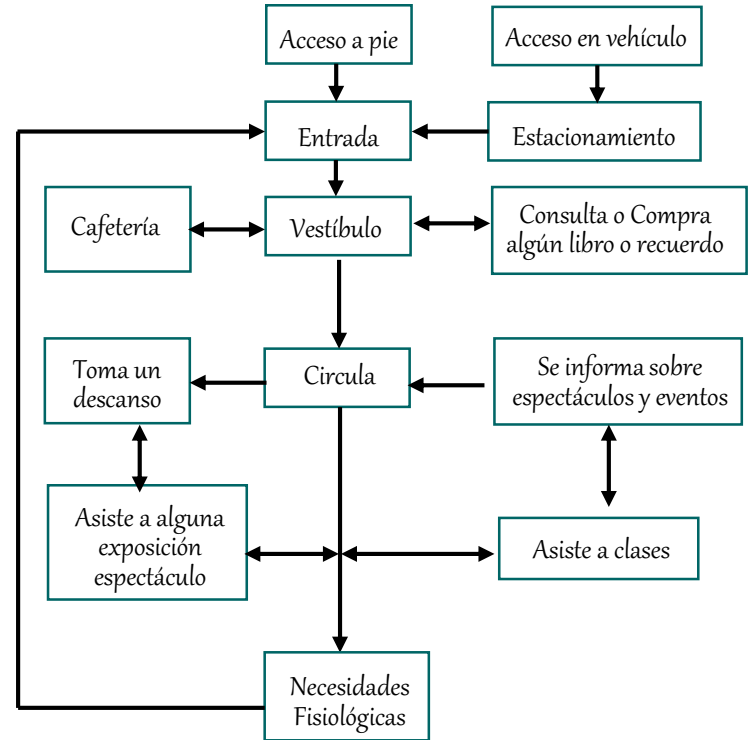 Acceso a pie
Acceso en vehículo
Entrada
Estacionamiento
Cafetería
Vestíbulo
Consulta o Compra
algún libro o recuerdo
Toma un
descanso
Circula
Se informa sobre
espectáculos y eventos
Asiste a alguna
exposición
espectáculo
Asiste a clases
Necesidades
Fisiológicas